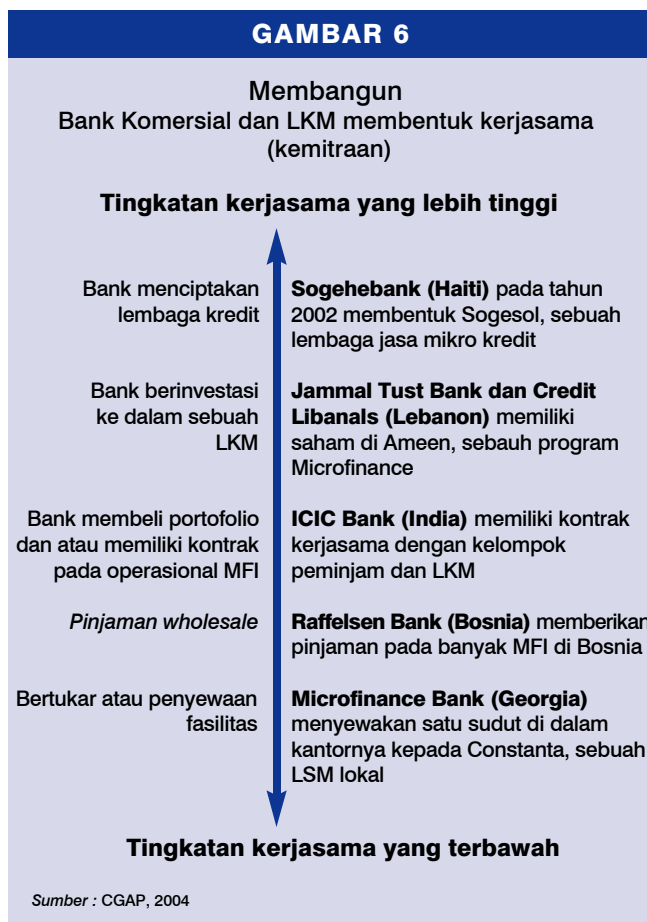 GAMBAR 6
Membangun
Bank Komersial dan LKM membentuk kerjasama
(kemitraan)
Tingkatan kerjasama yang lebih tinggi
Bank menciptakan
lembaga kredit
Sogehebank (Haiti) pada tahun
2002 membentuk Sogesol, sebuah
lembaga jasa mikro kredit
Bank berinvestasi
ke dalam sebuah
LKM
Jammal Tust Bank dan Credit
Libanals (Lebanon) memiliki
saham di Ameen, sebauh program
Microfinance
Bank membeli portofolio
dan atau memiliki kontrak
pada operasional MFI
ICIC Bank (India) memiliki kontrak
kerjasama dengan kelompok
peminjam dan LKM
Pinjaman wholesale
Raffelsen Bank (Bosnia) memberikan
pinjaman pada banyak MFI di Bosnia
Bertukar atau penyewaan
fasilitas
Microfinance Bank (Georgia)
menyewakan satu sudut di dalam
kantornya kepada Constanta, sebuah
LSM lokal
Tingkatan kerjasama yang terbawah
Sumber : CGAP, 2004